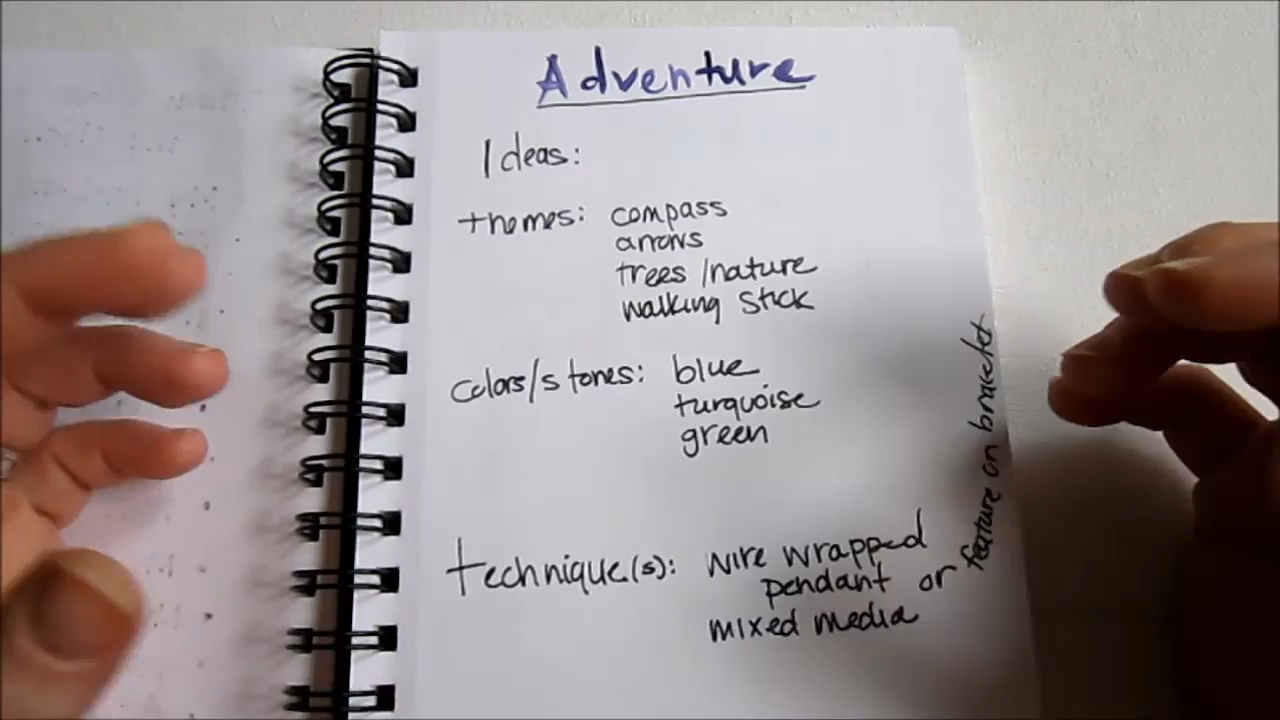 Adventure
Ideas:
themes: compass
arrows
trees/nature
walking stick
colors/stones: blue
turquoise
green
technique(s): wire wrapped
pendant or
mixed media
feature on bracelet